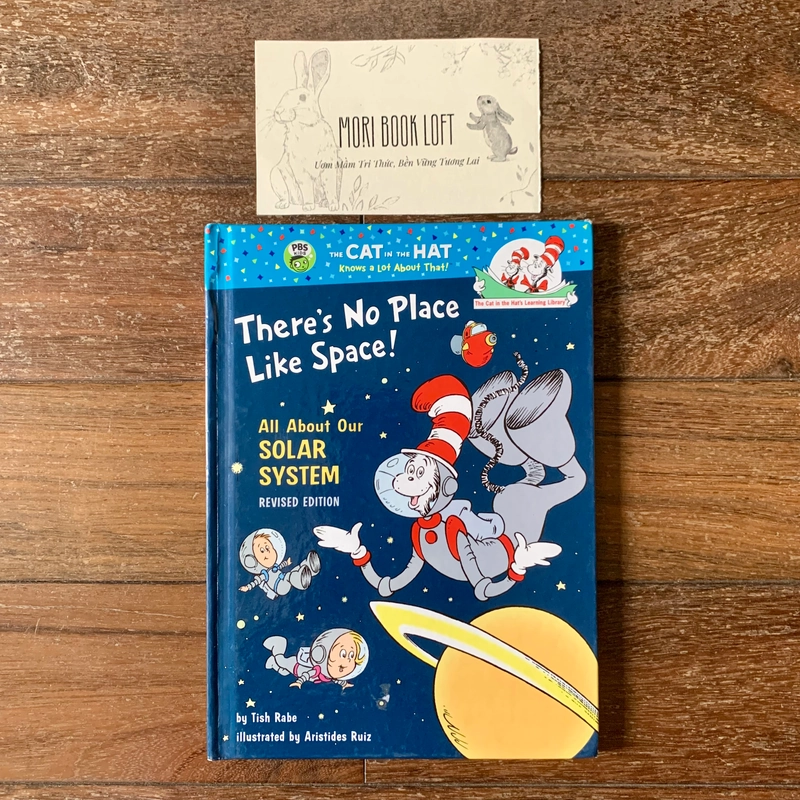 MORI BOOK LOFT
Ươm Mầm Tri Thức, Bền Vững Tương Lai
PBS
KIDS
THE CAT IN THE HAT
Knows a Lot About That!
The Cat in the Hat's Learning Library
There's No Place
Like Space!
All About Our
SOLAR
SYSTEM
REVISED EDITION
by Tish Rabe
illustrated by Aristides Ruiz